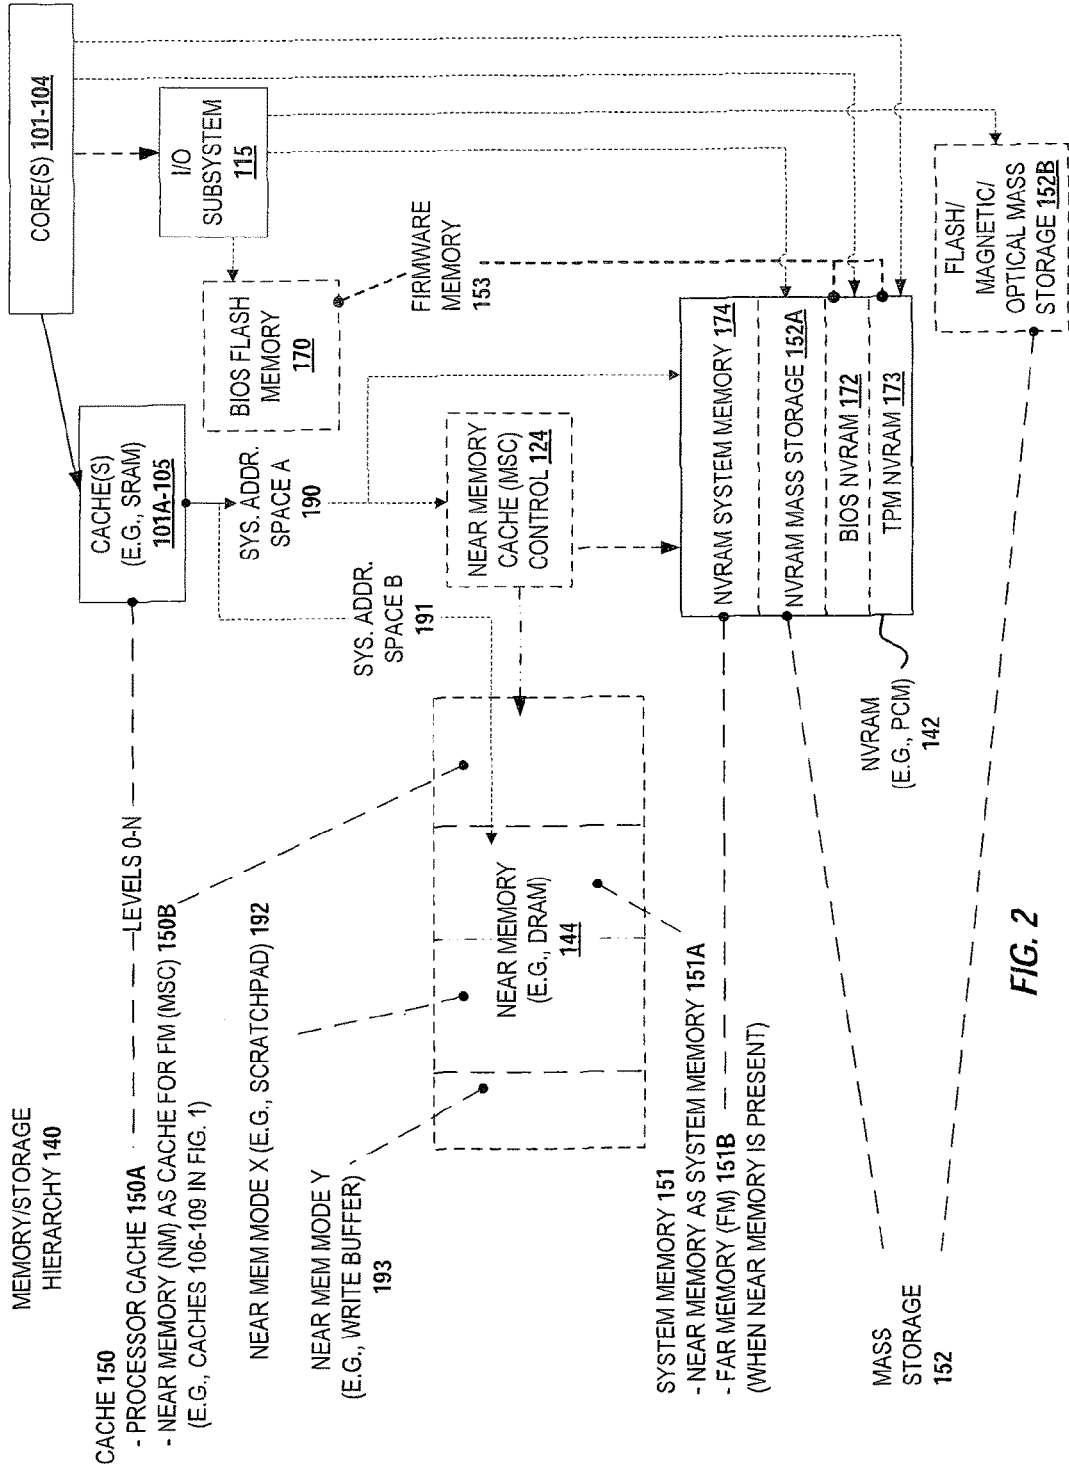 MEMORY/STORAGE
HIERARCHY 140
CACHE 150
- PROCESSOR CACHE 150A
LEVELS 0-N
- NEAR MEMORY (NM) AS CACHE FOR FM (MSC) 150B
(E.G., CACHES 106-109 IN FIG. 1)
NEAR MEM MODE X (E.G., SCRATCHPAD) 192
NEAR MEM MODE Y
(E.G., WRITE BUFFER)
193
SYSTEM MEMORY 151
- NEAR MEMORY AS SYSTEM MEMORY 151A
- FAR MEMORY (FM) 151B
(WHEN NEAR MEMORY IS PRESENT)
MASS
STORAGE
152
CORE(S) 101-104
CACHE(S)
(E.G., SRAM)
101A-105
I/O
SUBSYSTEM
115
BIOS FLASH
MEMORY
170
FIRMWARE
MEMORY
153
SYS. ADDR.
SPACE A
190
SYS. ADDR.
SPACE B
191
NEAR MEMORY
CACHE (MSC)
CONTROL 124
NEAR MEMORY
(E.G., DRAM)
144
NVRAM SYSTEM MEMORY 174
NVRAM MASS STORAGE 152A
BIOS NVRAM 172
TPM NVRAM 173
NVRAM
(E.G., PCM)
142
FLASH/
MAGNETIC/
OPTICAL MASS
STORAGE 152B
FIG. 2